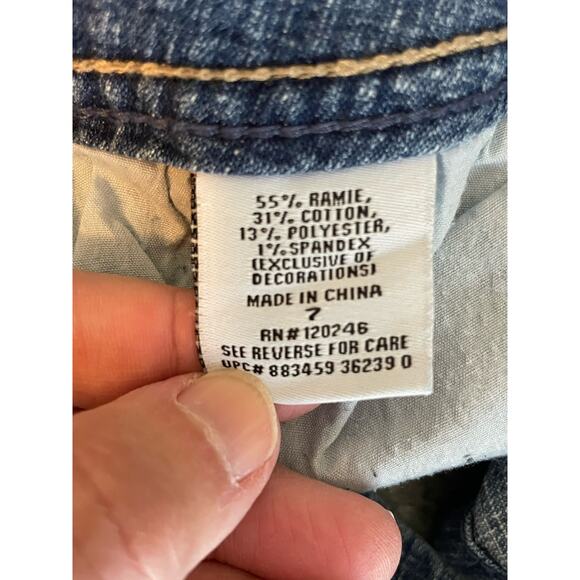 55% RAMIE,
31% COTTON,
13% POLYESTER,
1% SPANDEX
(EXCLUSIVE OF
DECORATIONS)
MADE IN CHINA
7
RN#120246
SEE REVERSE FOR CARE
UPC# 883459 36239 0